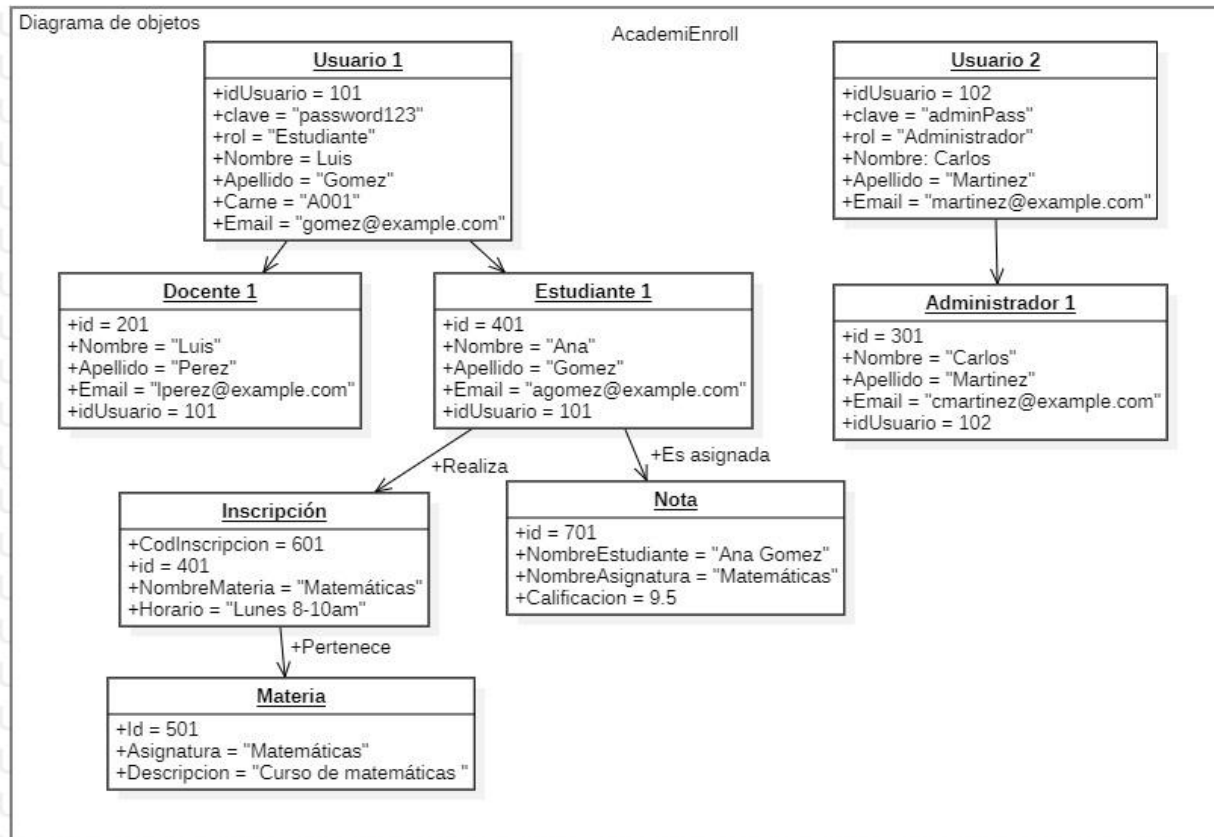 Diagrama de objetos
AcademiEnroll
Usuario 1
+idUsuario = 101
+clave = "password123"
+rol = "Estudiante"
+Nombre = Luis
+Apellido = "Gomez"
+Carne = "A001"
+Email = "gomez@example.com"
Usuario 2
+idUsuario = 102
+clave = "adminPass"
+rol = "Administrador"
+Nombre: Carlos
+Apellido = "Martinez"
+Email = "martinez@example.com"
Docente 1
+id = 201
+Nombre = "Luis"
+Apellido = "Perez"
+Email = "lperez@example.com"
+idUsuario = 101
Estudiante 1
+id = 401
+Nombre = "Ana"
+Apellido = "Gomez"
+Email = "agomez@example.com"
+idUsuario = 101
Administrador 1
+id = 301
+Nombre = "Carlos"
+Apellido = "Martinez"
+Email = "cmartinez@example.com"
+idUsuario = 102
+Realiza
+Es asignada
Inscripción
+CodInscripcion = 601
+id = 401
+NombreMateria = "Matemáticas"
+Horario = "Lunes 8-10am"
Nota
+id = 701
+NombreEstudiante = "Ana Gomez"
+NombreAsignatura = "Matemáticas"
+Calificacion = 9.5
+Pertenece
Materia
+Id = 501
+Asignatura = "Matemáticas"
+Descripcion = "Curso de matemáticas "